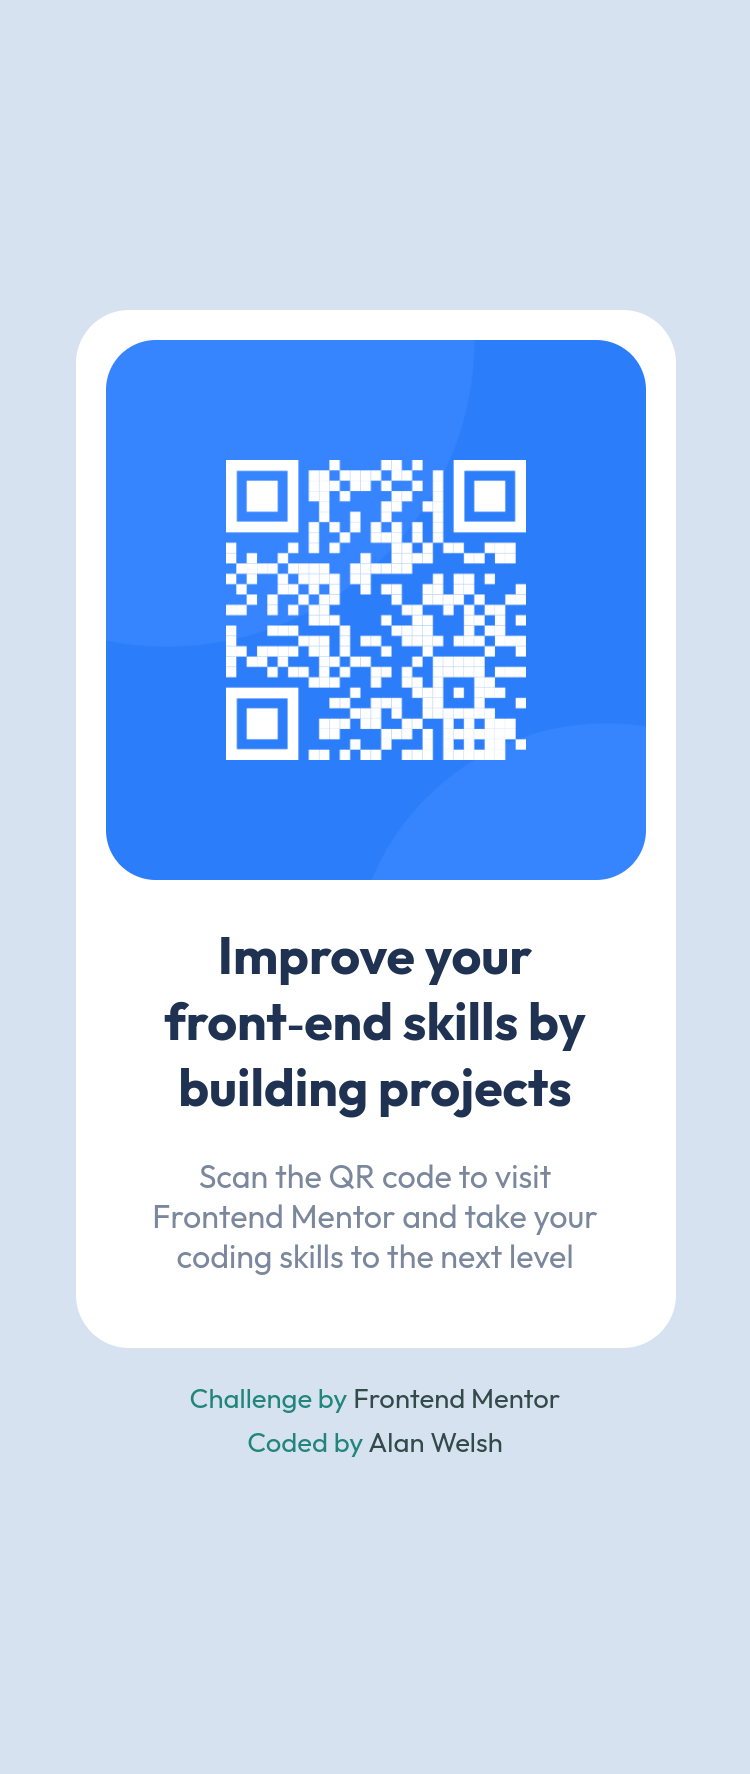 Improve your
front-end skills by
building projects
Scan the QR code to visit
Frontend Mentor and take your
coding skills to the next level
Challenge by Frontend Mentor
Coded by Alan Welsh